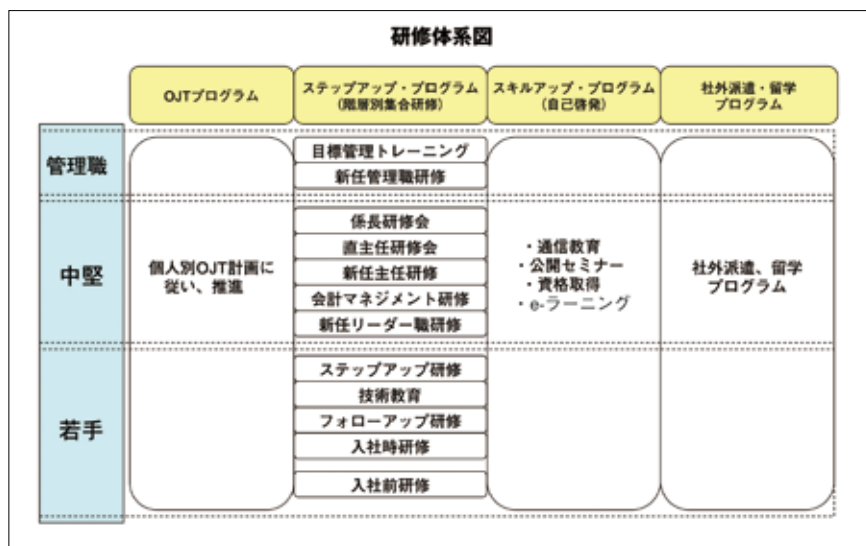 研修体系図
OJTプログラム
ステップアップ・プログラム
(階層別集合研修)
スキルアップ・プログラム
(自己啓発)
社外派遣・留学
プログラム
管理職
目標管理トレーニング
新任管理職研修
中堅
個人別OJT計画に
従い、推進
係長研修会
直主任研修会
新任主任研修
会計マネジメント研修
新任リーダー職研修
・通信教育
・公開セミナー
・資格取得
・e-ラーニング
社外派遣、留学
プログラム
若手
ステップアップ研修
技術教育
フォローアップ研修
入社時研修
入社前研修